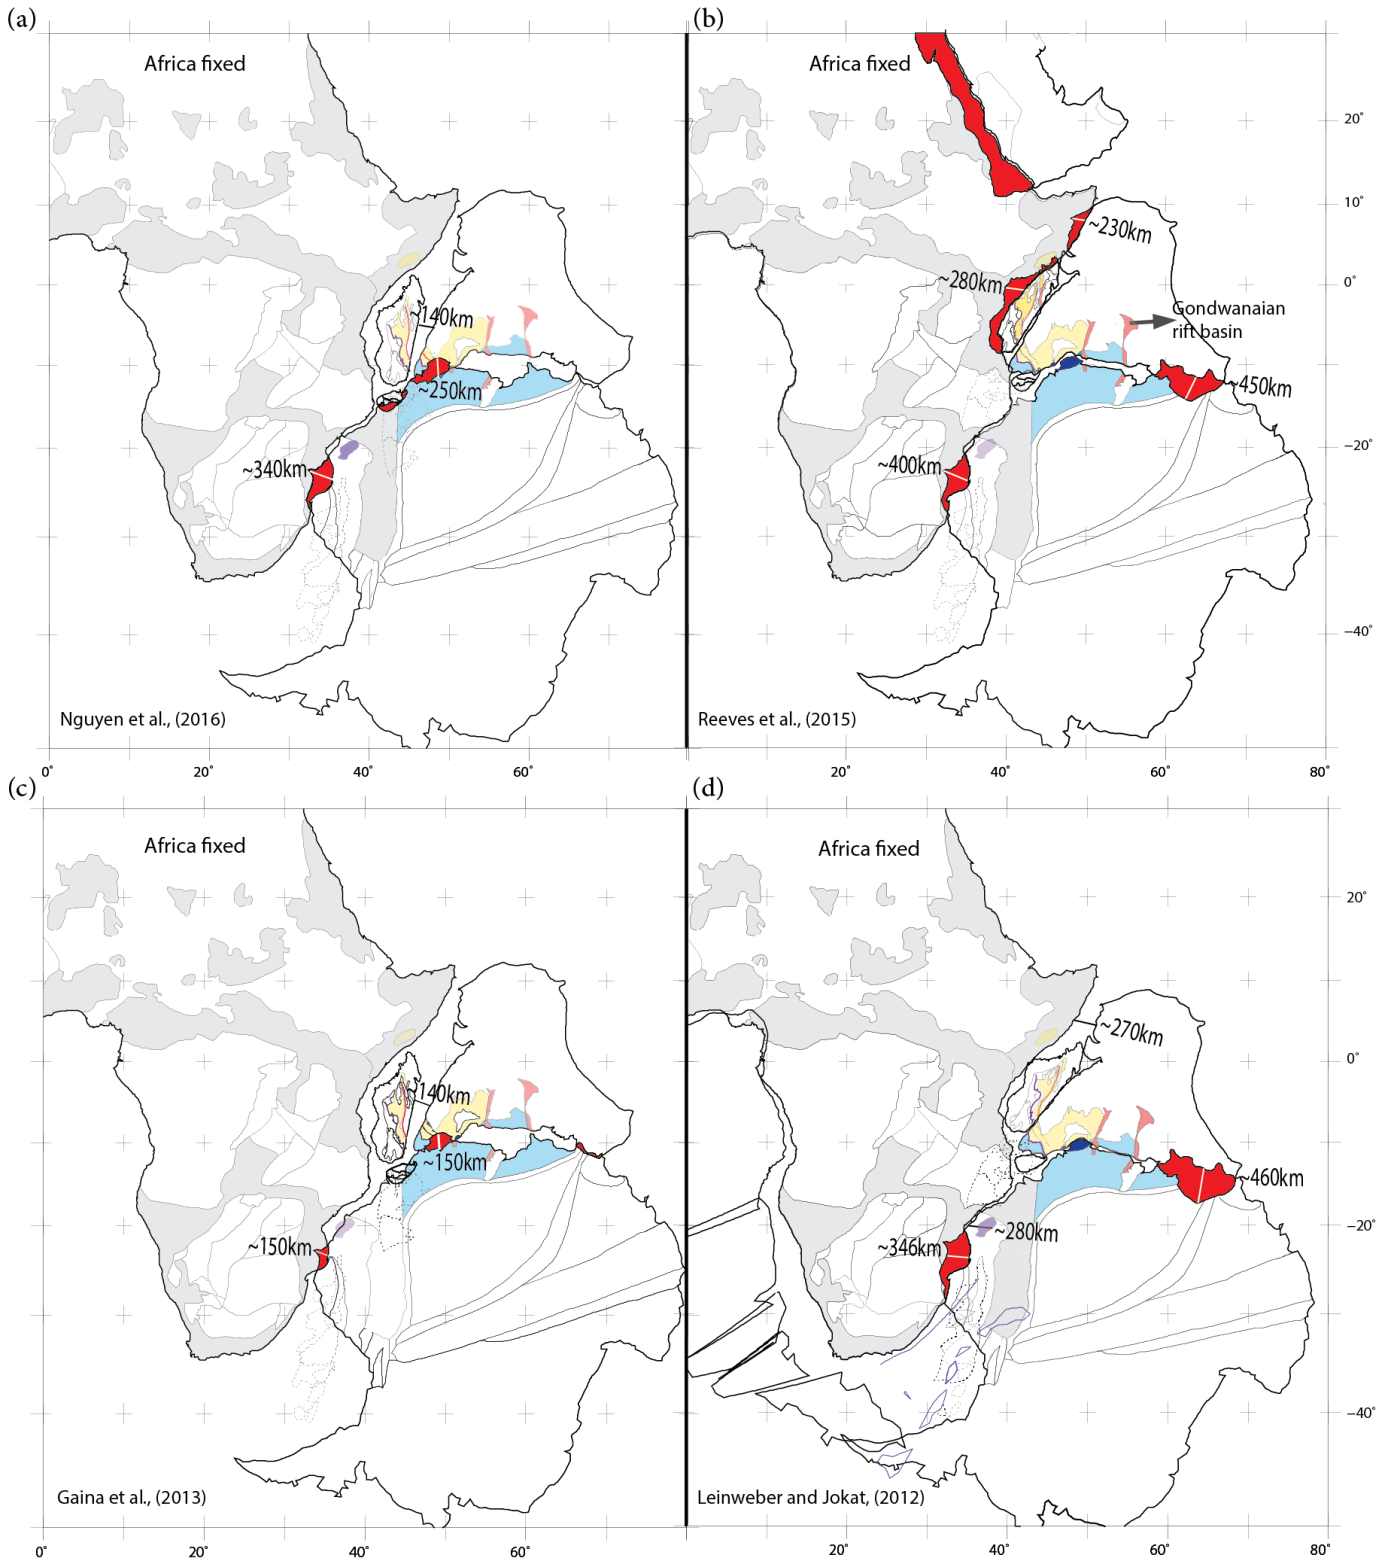 (a)
(b)
Africa fixed
Africa fixed
20°
10°
~230km
~280km
0°
~140km
Gondwanaian
rift basin
~250km
~450km
~340km
~400km
−20°
−40°
Nguyen et al., (2016)
Reeves et al., (2015)
0°
20°
40°
60°
20°
40°
60°
80°
(c)
(d)
Africa fixed
Africa fixed
20°
~270km
0°
~140km
~150km
~460km
~150km
~346km
~280km
−20°
−40°
Gaina et al., (2013)
Leinweber and Jokat, (2012)
0°
20°
40°
60°
20°
40°
60°
80°